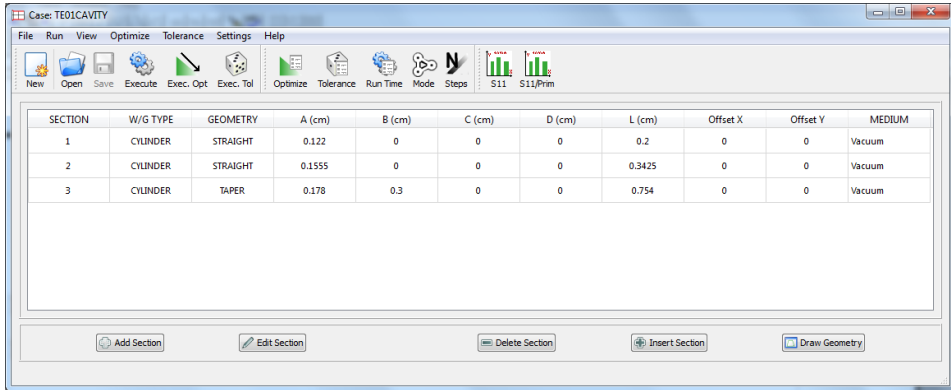 Case: TE01CAVITY
File Run View Optimize Tolerance Settings Help
New Open Save Execute Exec. Opt Exec. Tol Optimize Tolerance Run Time Mode Steps S11 S11/Prim
SECTION W/G TYPE GEOMETRY A (cm) B (cm) C (cm) D (cm) L (cm) Offset X Offset Y MEDIUM
1 CYLINDER STRAIGHT 0.122 0 0 0 0.2 0 0 Vacuum
2 CYLINDER STRAIGHT 0.1555 0 0 0 0.3425 0 0 Vacuum
3 CYLINDER TAPER 0.178 0.3 0 0 0.754 0 0 Vacuum
Add Section Edit Section Delete Section Insert Section Draw Geometry